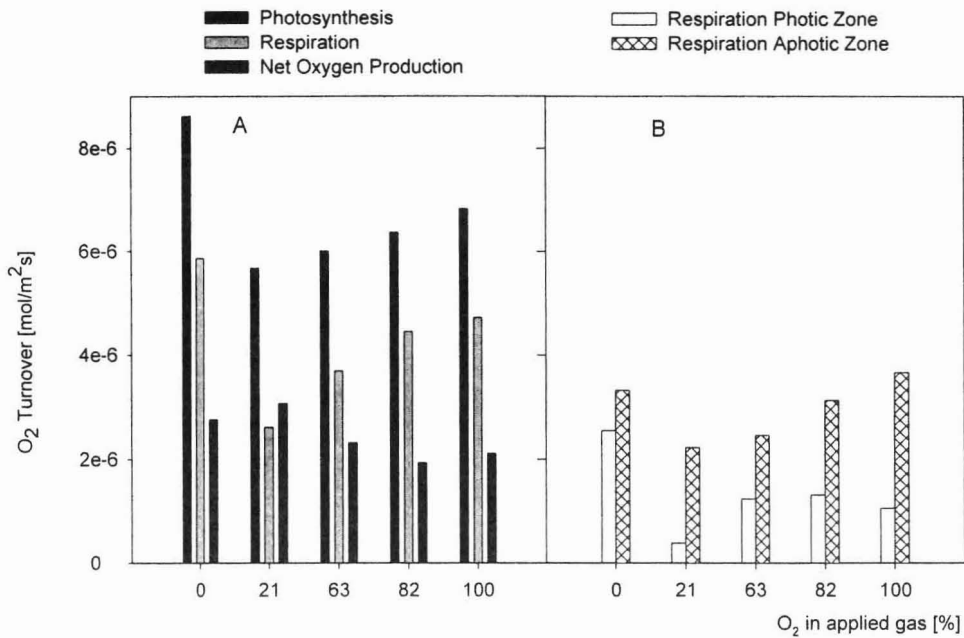 Photosynthesis
Respiration
Net Oxygen Production
Respiration Photic Zone
Respiration Aphotic Zone
A
B
O₂ Turnover [mol/m²s]
8e-6
6e-6
4e-6
2e-6
0
0 21 63 82 100
0 21 63 82 100
O₂ in applied gas [%]